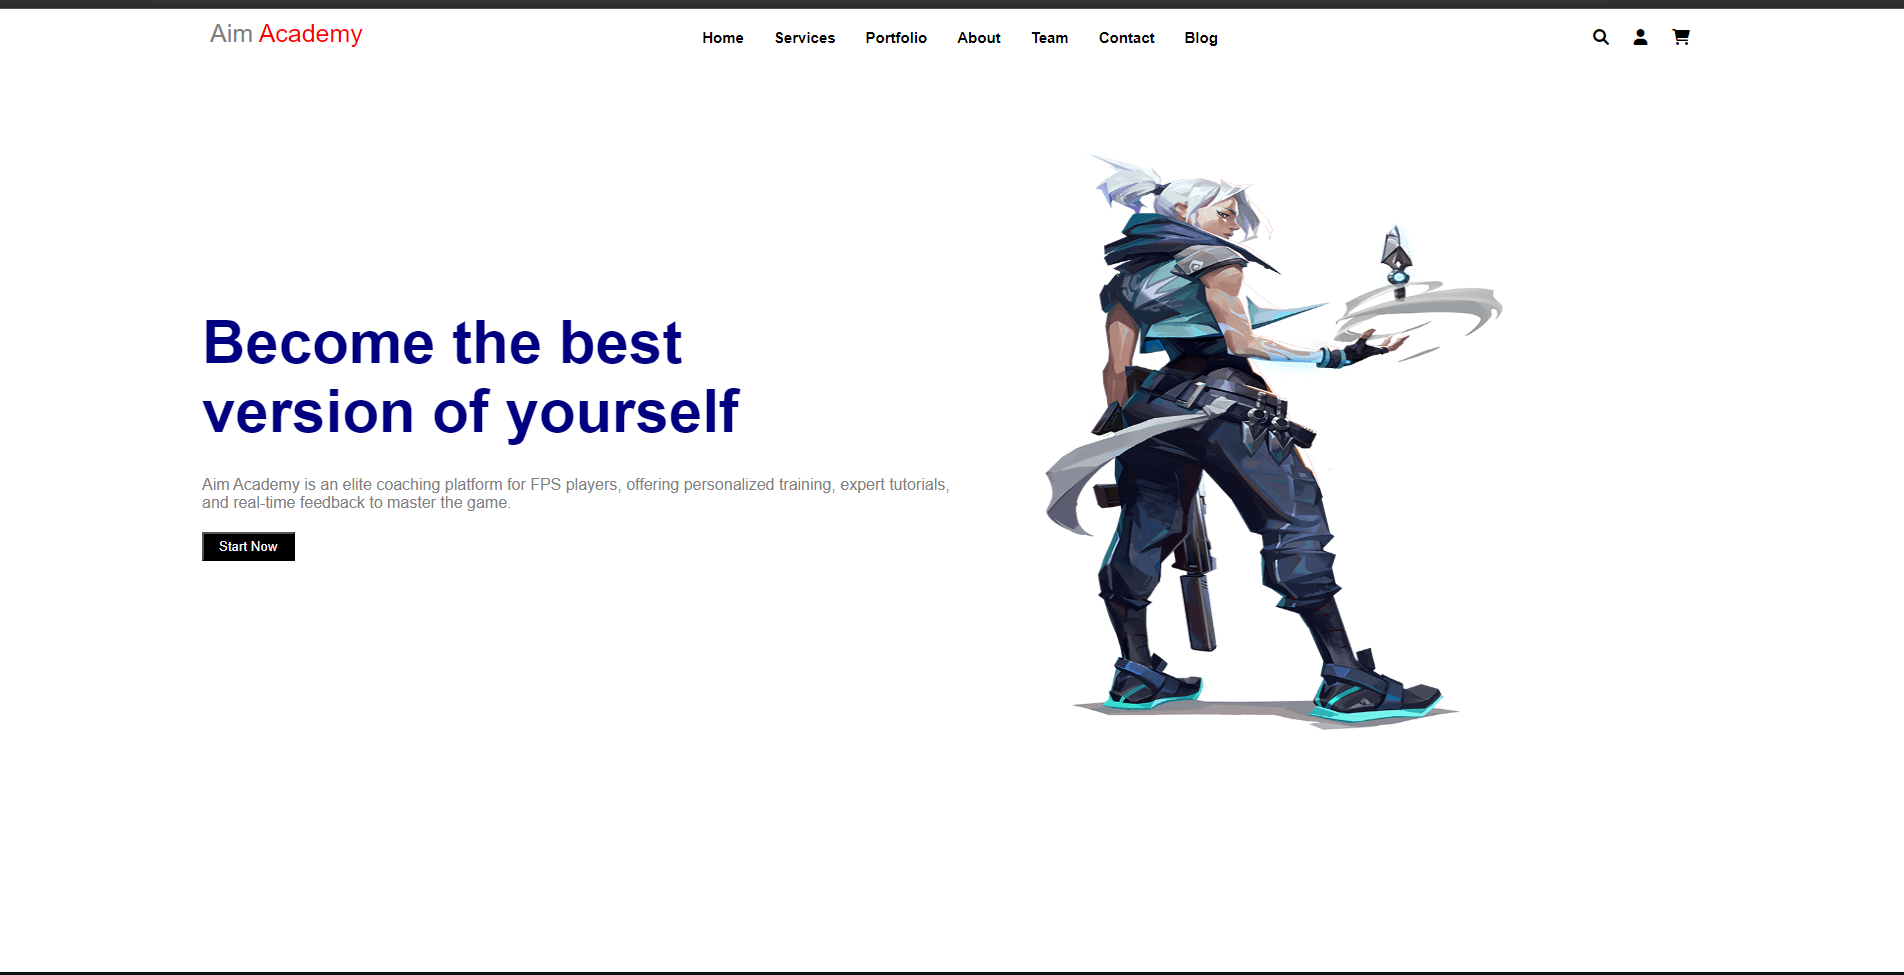 Aim Academy
Home Services Portfolio About Team Contact Blog
Become the best
version of yourself
Aim Academy is an elite coaching platform for FPS players, offering personalized training, expert tutorials,
and real-time feedback to master the game.
Start Now